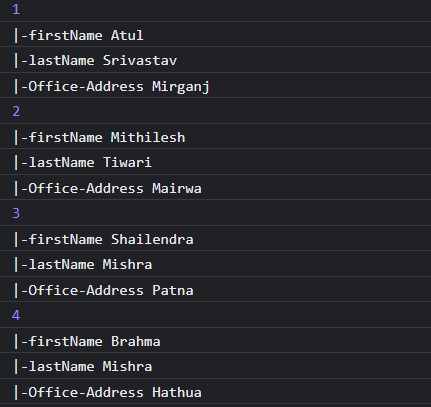 1
|-firstName Atul
|-lastName Srivastav
|-Office-Address Mirganj
2
|-firstName Mithilesh
|-lastName Tiwari
|-Office-Address Mairwa
3
|-firstName Shailendra
|-lastName Mishra
|-Office-Address Patna
4
|-firstName Brahma
|-lastName Mishra
|-Office-Address Hathua